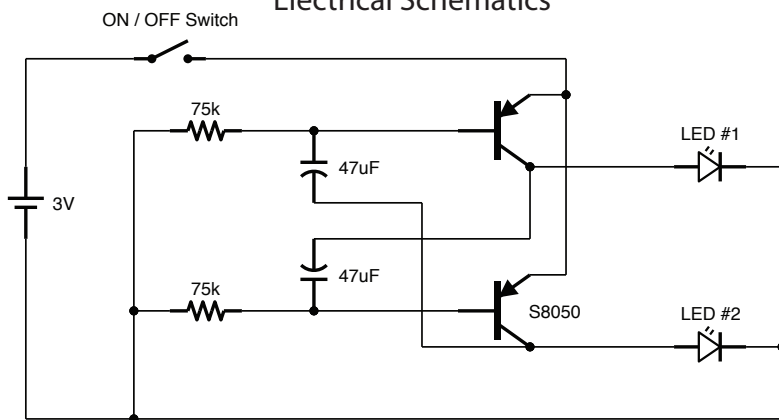 Electrical Schematics
ON / OFF Switch
75k
LED #1
47uF
3V
75k
47uF
S8050
LED #2